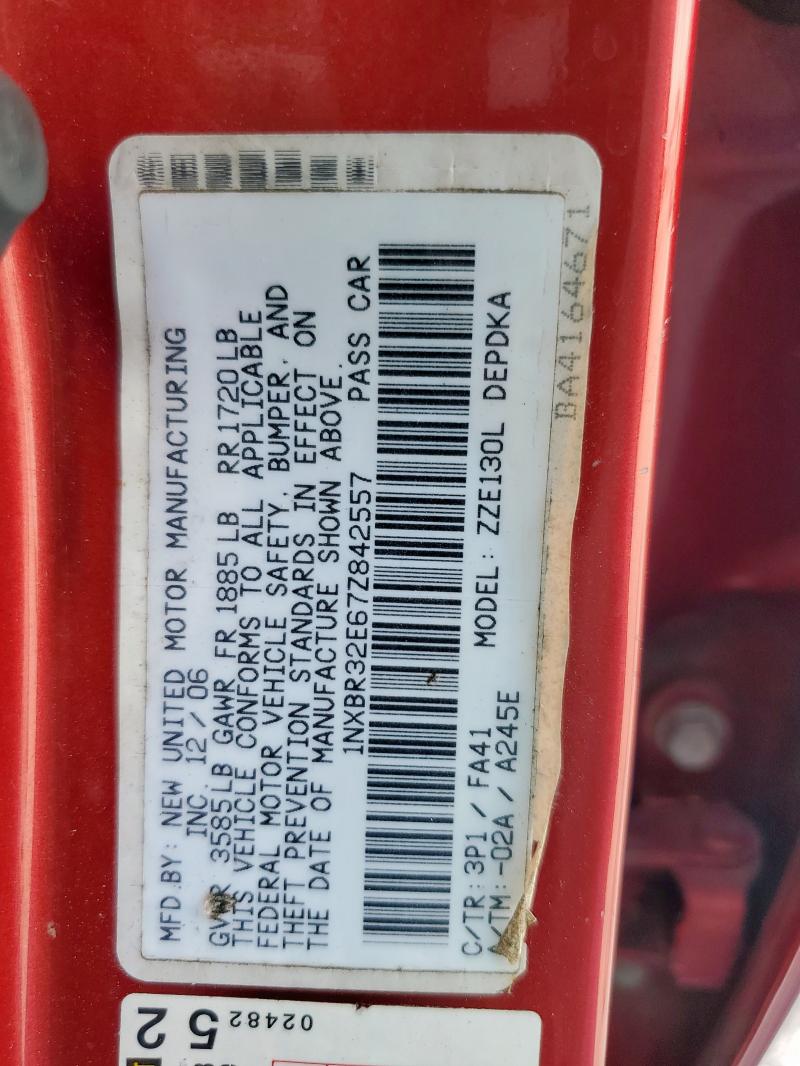 MFD.BY: NEW UNITED MOTOR MANUFACTURING
INC. 12/06
GVWR 3585LB GAWR FR 1885LB RR1720LB
THIS VEHICLE CONFORMS TO ALL APPLICABLE
FEDERAL MOTOR VEHICLE SAFETY, BUMPER, AND
THEFT PREVENTION STANDARDS IN EFFECT ON
THE DATE OF MANUFACTURE SHOWN ABOVE.
1NXBR32E67Z842557 PASS CAR
C/TR:3P1/FA41 MODEL: ZZE130L DEPDKA
A/TM:-02A/A245E
BA4164671
02482
52